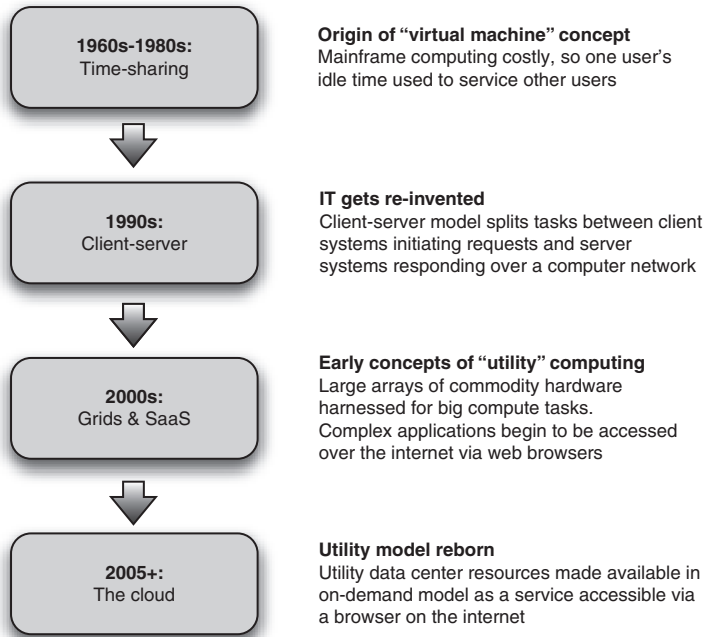 1960s-1980s:
Time-sharing
Origin of “virtual machine” concept
Mainframe computing costly, so one user’s
idle time used to service other users
1990s:
Client-server
IT gets re-invented
Client-server model splits tasks between client
systems initiating requests and server
systems responding over a computer network
2000s:
Grids & SaaS
Early concepts of “utility” computing
Large arrays of commodity hardware
harnessed for big compute tasks.
Complex applications begin to be accessed
over the internet via web browsers
2005+:
The cloud
Utility model reborn
Utility data center resources made available in
on-demand model as a service accessible via
a browser on the internet